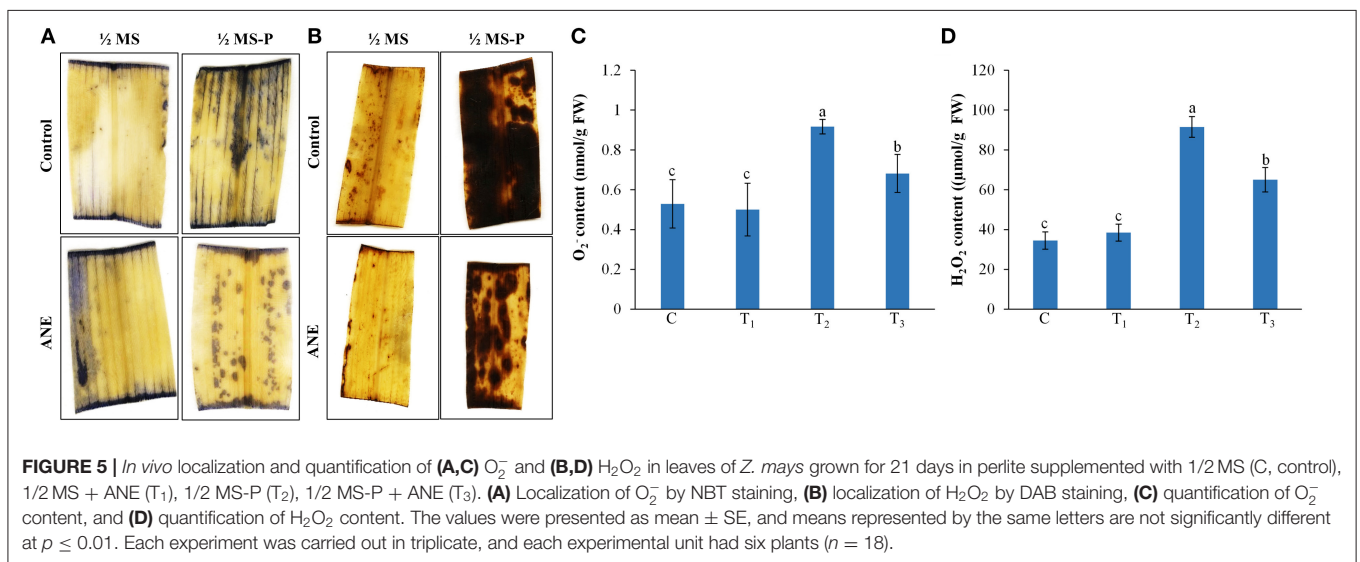 A
½ MS
½ MS-P
B
½ MS
½ MS-P
Control
ANE
Control
ANE
C
O₂⁻ content (nmol/g FW)
1.2
1
0.8
0.6
0.4
0.2
0
c
c
a
b
C
T₁
T₂
T₃
D
H₂O₂ content ((µmol/g FW)
120
100
80
60
40
20
0
c
c
a
b
C
T₁
T₂
T₃
FIGURE 5 | In vivo localization and quantification of (A,C) O₂⁻ and (B,D) H₂O₂ in leaves of Z. mays grown for 21 days in perlite supplemented with 1/2 MS (C, control),
1/2 MS + ANE (T₁), 1/2 MS-P (T₂), 1/2 MS-P + ANE (T₃). (A) Localization of O₂⁻ by NBT staining, (B) localization of H₂O₂ by DAB staining, (C) quantification of O₂⁻
content, and (D) quantification of H₂O₂ content. The values were presented as mean ± SE, and means represented by the same letters are not significantly different
at p ≤ 0.01. Each experiment was carried out in triplicate, and each experimental unit had six plants (n = 18).